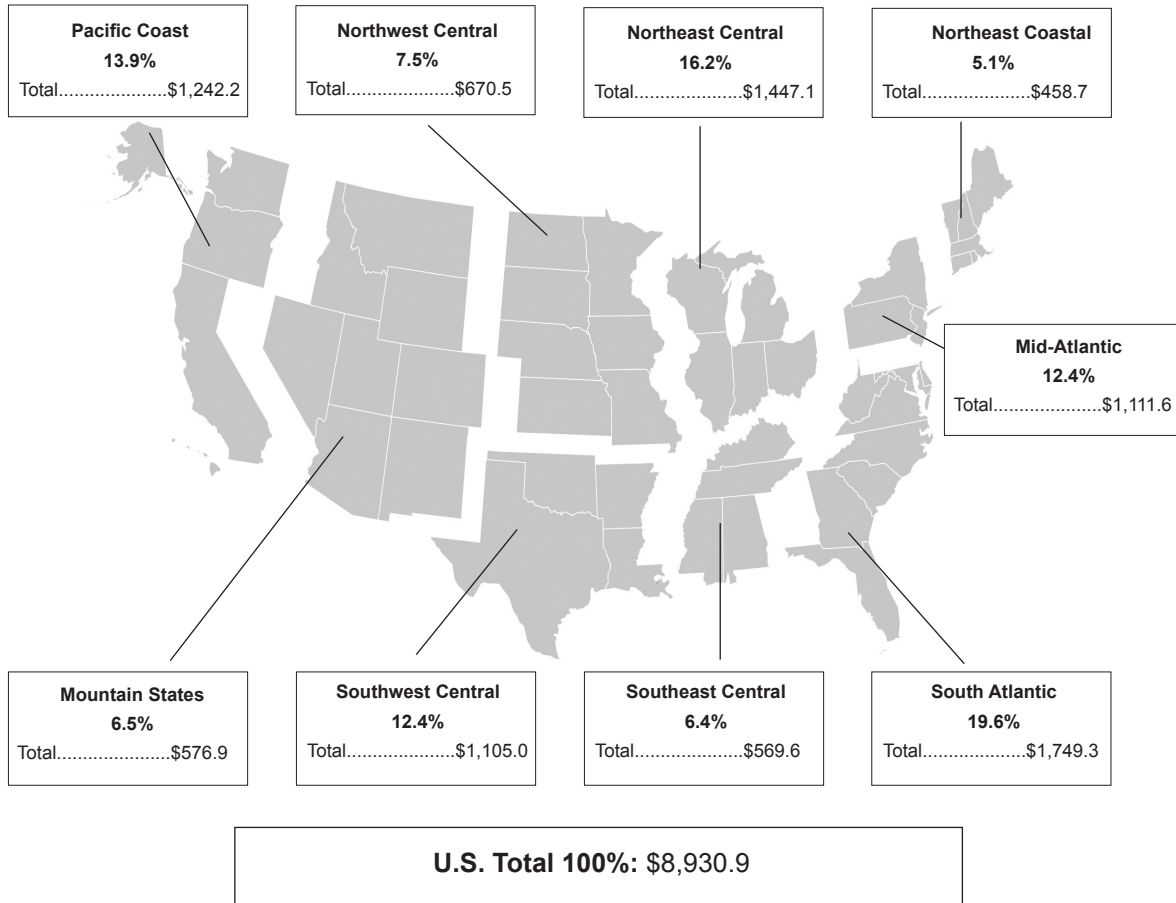 Pacific Coast
13.9%
Total......................$1,242.2
Northwest Central
7.5%
Total......................$670.5
Northeast Central
16.2%
Total......................$1,447.1
Northeast Coastal
5.1%
Total......................$458.7
Mid-Atlantic
12.4%
Total......................$1,111.6
Mountain States
6.5%
Total.......................$576.9
Southwest Central
12.4%
Total......................$1,105.0
Southeast Central
6.4%
Total......................$569.6
South Atlantic
19.6%
Total......................$1,749.3
U.S. Total 100%: $8,930.9